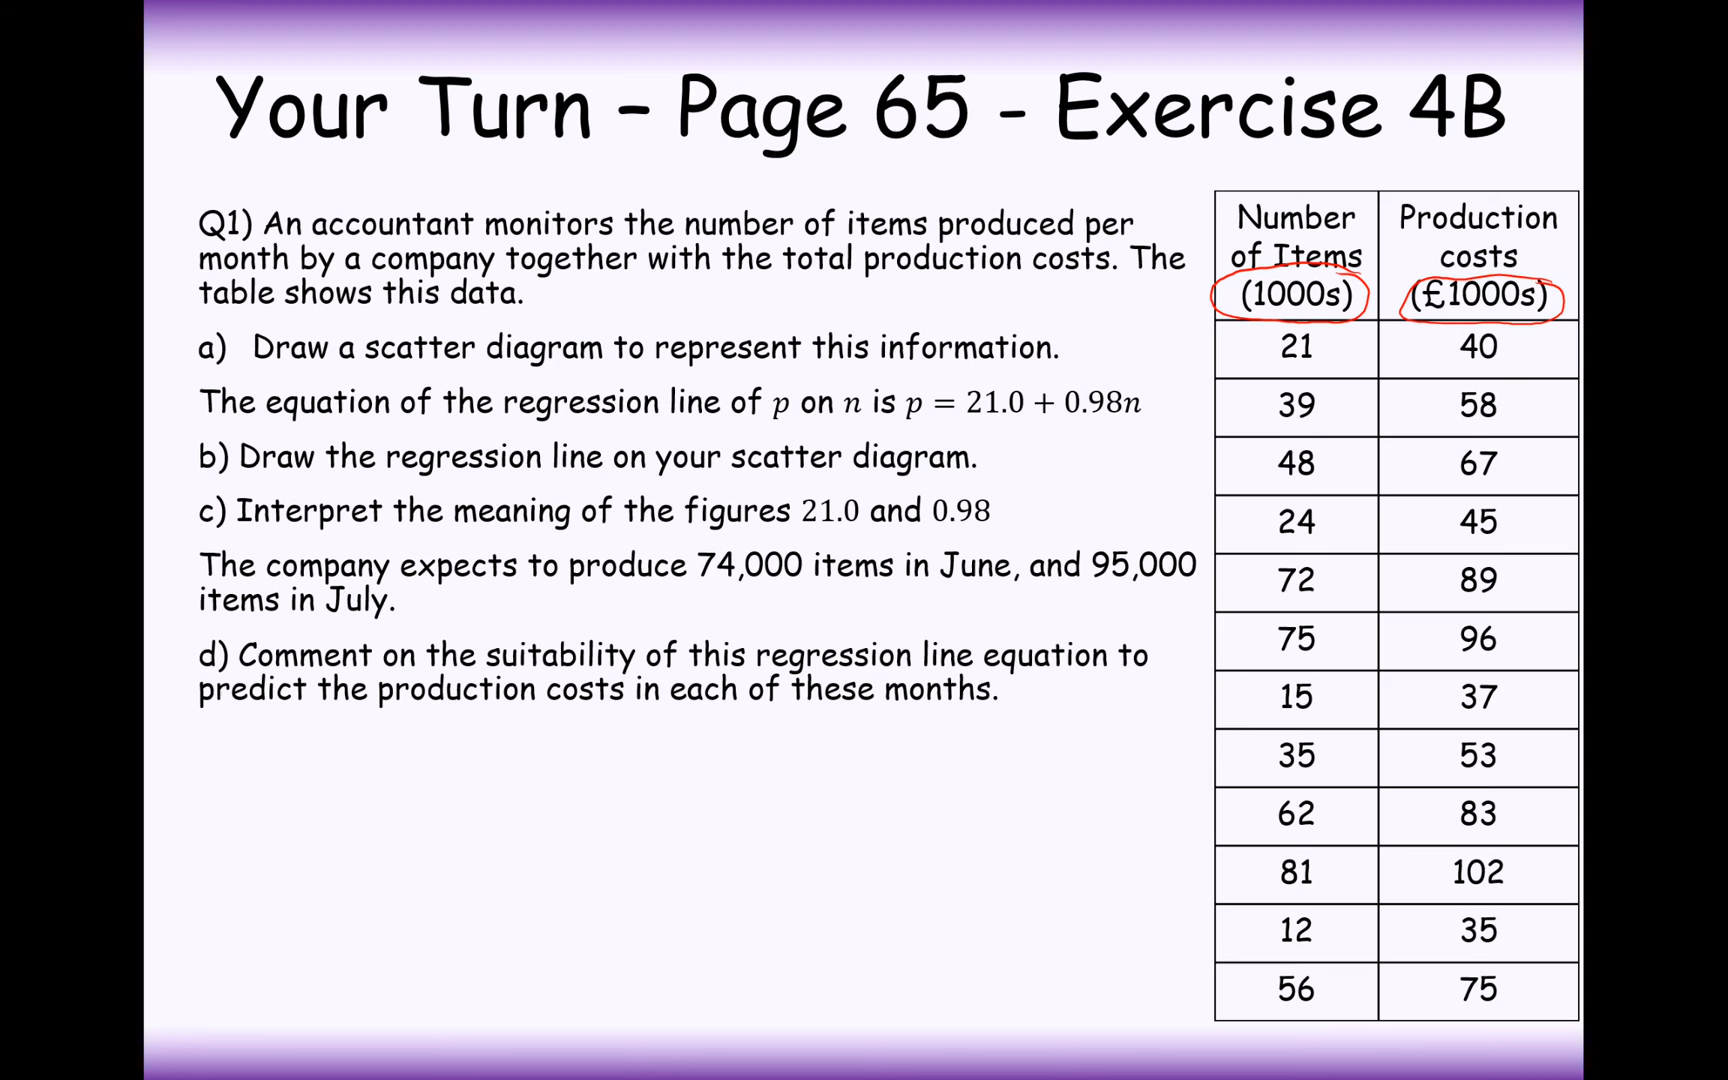 Your Turn – Page 65 - Exercise 4B
Q1) An accountant monitors the number of items produced per
month by a company together with the total production costs. The
table shows this data.
a) Draw a scatter diagram to represent this information.
The equation of the regression line of p on n is p = 21.0 + 0.98n
b) Draw the regression line on your scatter diagram.
c) Interpret the meaning of the figures 21.0 and 0.98
The company expects to produce 74,000 items in June, and 95,000
items in July.
d) Comment on the suitability of this regression line equation to
predict the production costs in each of these months.
Number Production
of Items costs
(1000s) (£1000s)
21 40
39 58
48 67
24 45
72 89
75 96
15 37
35 53
62 83
81 102
12 35
56 75